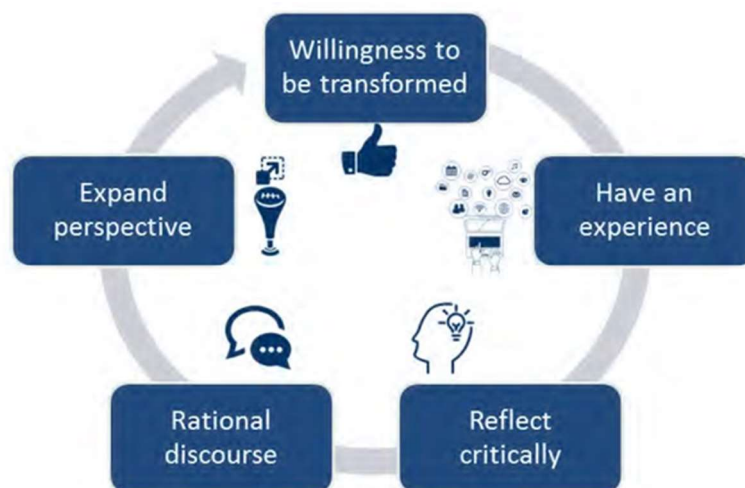 Willingness to
be transformed
Have an
experience
Reflect
critically
Rational
discourse
Expand
perspective